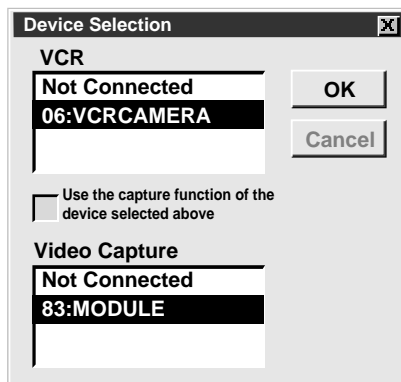 Device Selection
VCR
Not Connected
06:VCRCAMERA
OK
Cancel
Use the capture function of the
device selected above
Video Capture
Not Connected
83:MODULE